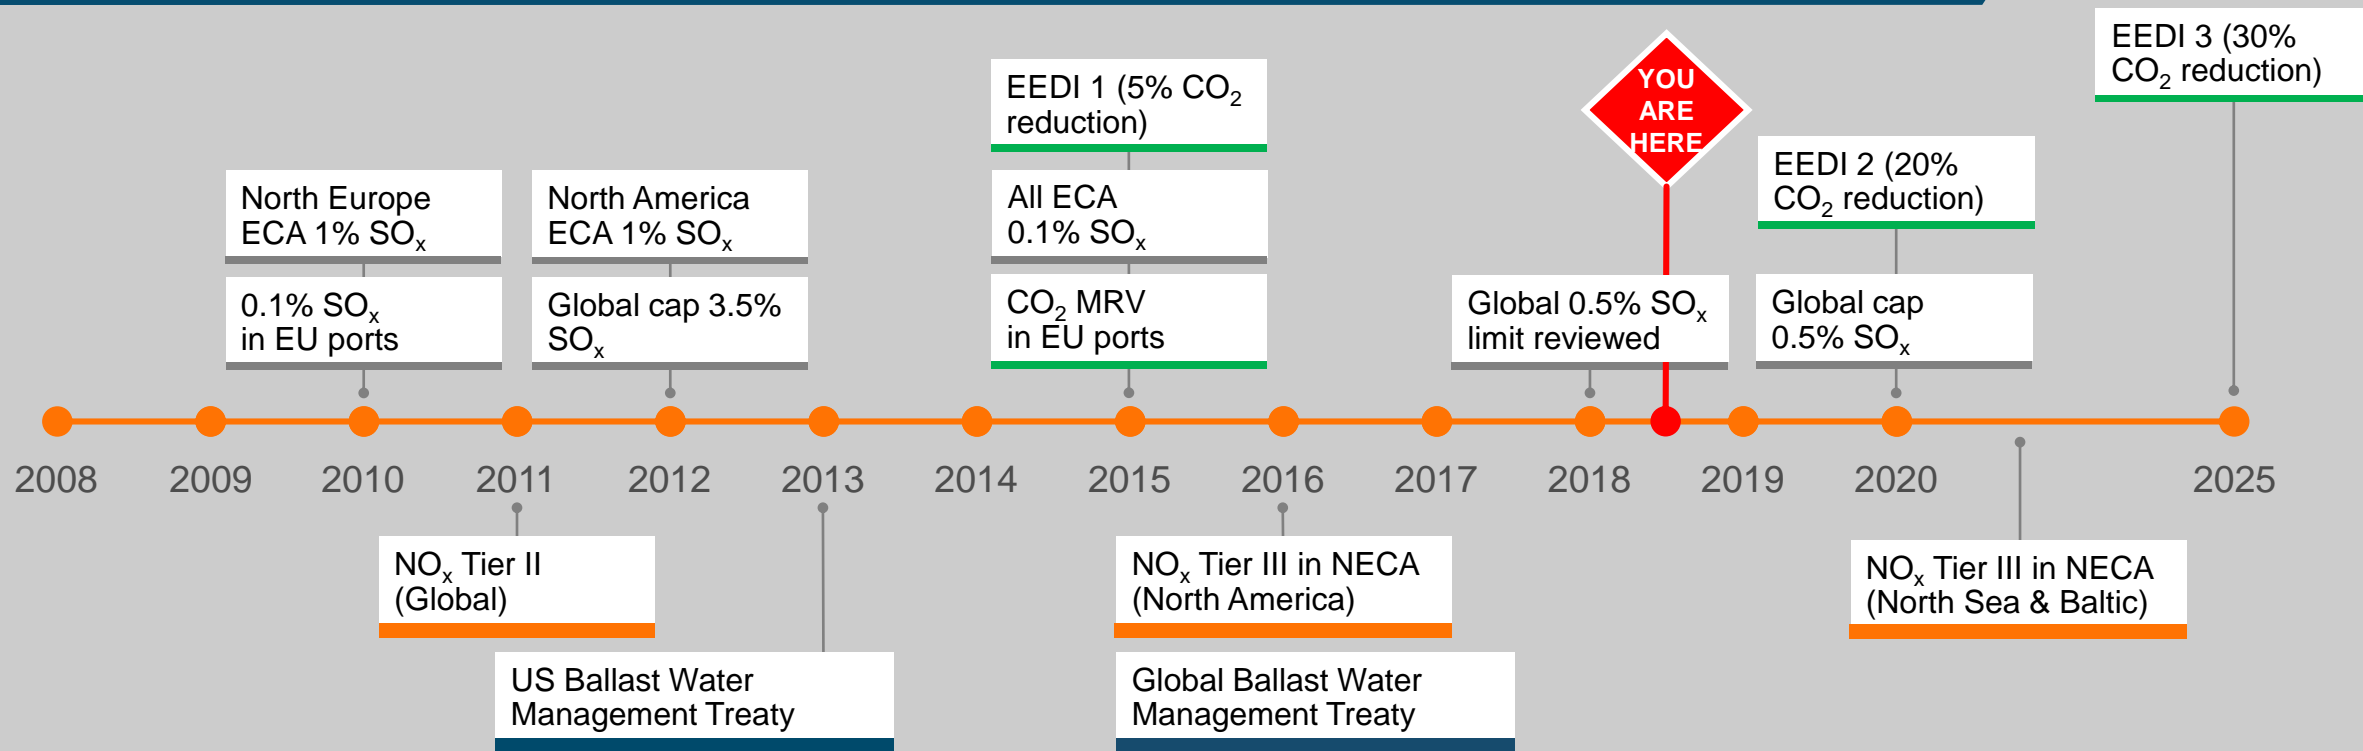 EEDI 3 (30%
CO₂ reduction)
EEDI 1 (5% CO₂
reduction)
YOU
ARE
HERE
EEDI 2 (20%
CO₂ reduction)
North Europe
ECA 1% SOₓ
North America
ECA 1% SOₓ
All ECA
0.1% SOₓ
0.1% SOₓ
in EU ports
Global cap 3.5%
SOₓ
CO₂ MRV
in EU ports
Global 0.5% SOₓ
limit reviewed
Global cap
0.5% SOₓ
2008 2009 2010 2011 2012 2013 2014 2015 2016 2017 2018 2019 2020 2025
NOₓ Tier II
(Global)
NOₓ Tier III in NECA
(North America)
NOₓ Tier III in NECA
(North Sea & Baltic)
US Ballast Water
Management Treaty
Global Ballast Water
Management Treaty